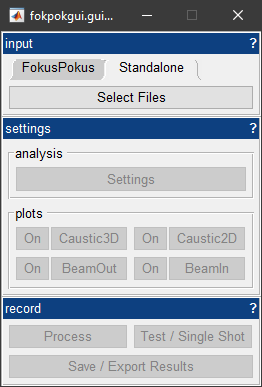 fokpokgui.gui...
input ?
FokusPokus Standalone
Select Files
settings ?
analysis
Settings
plots
On Caustic3D On Caustic2D
On BeamOut On BeamIn
record ?
Process Test / Single Shot
Save / Export Results